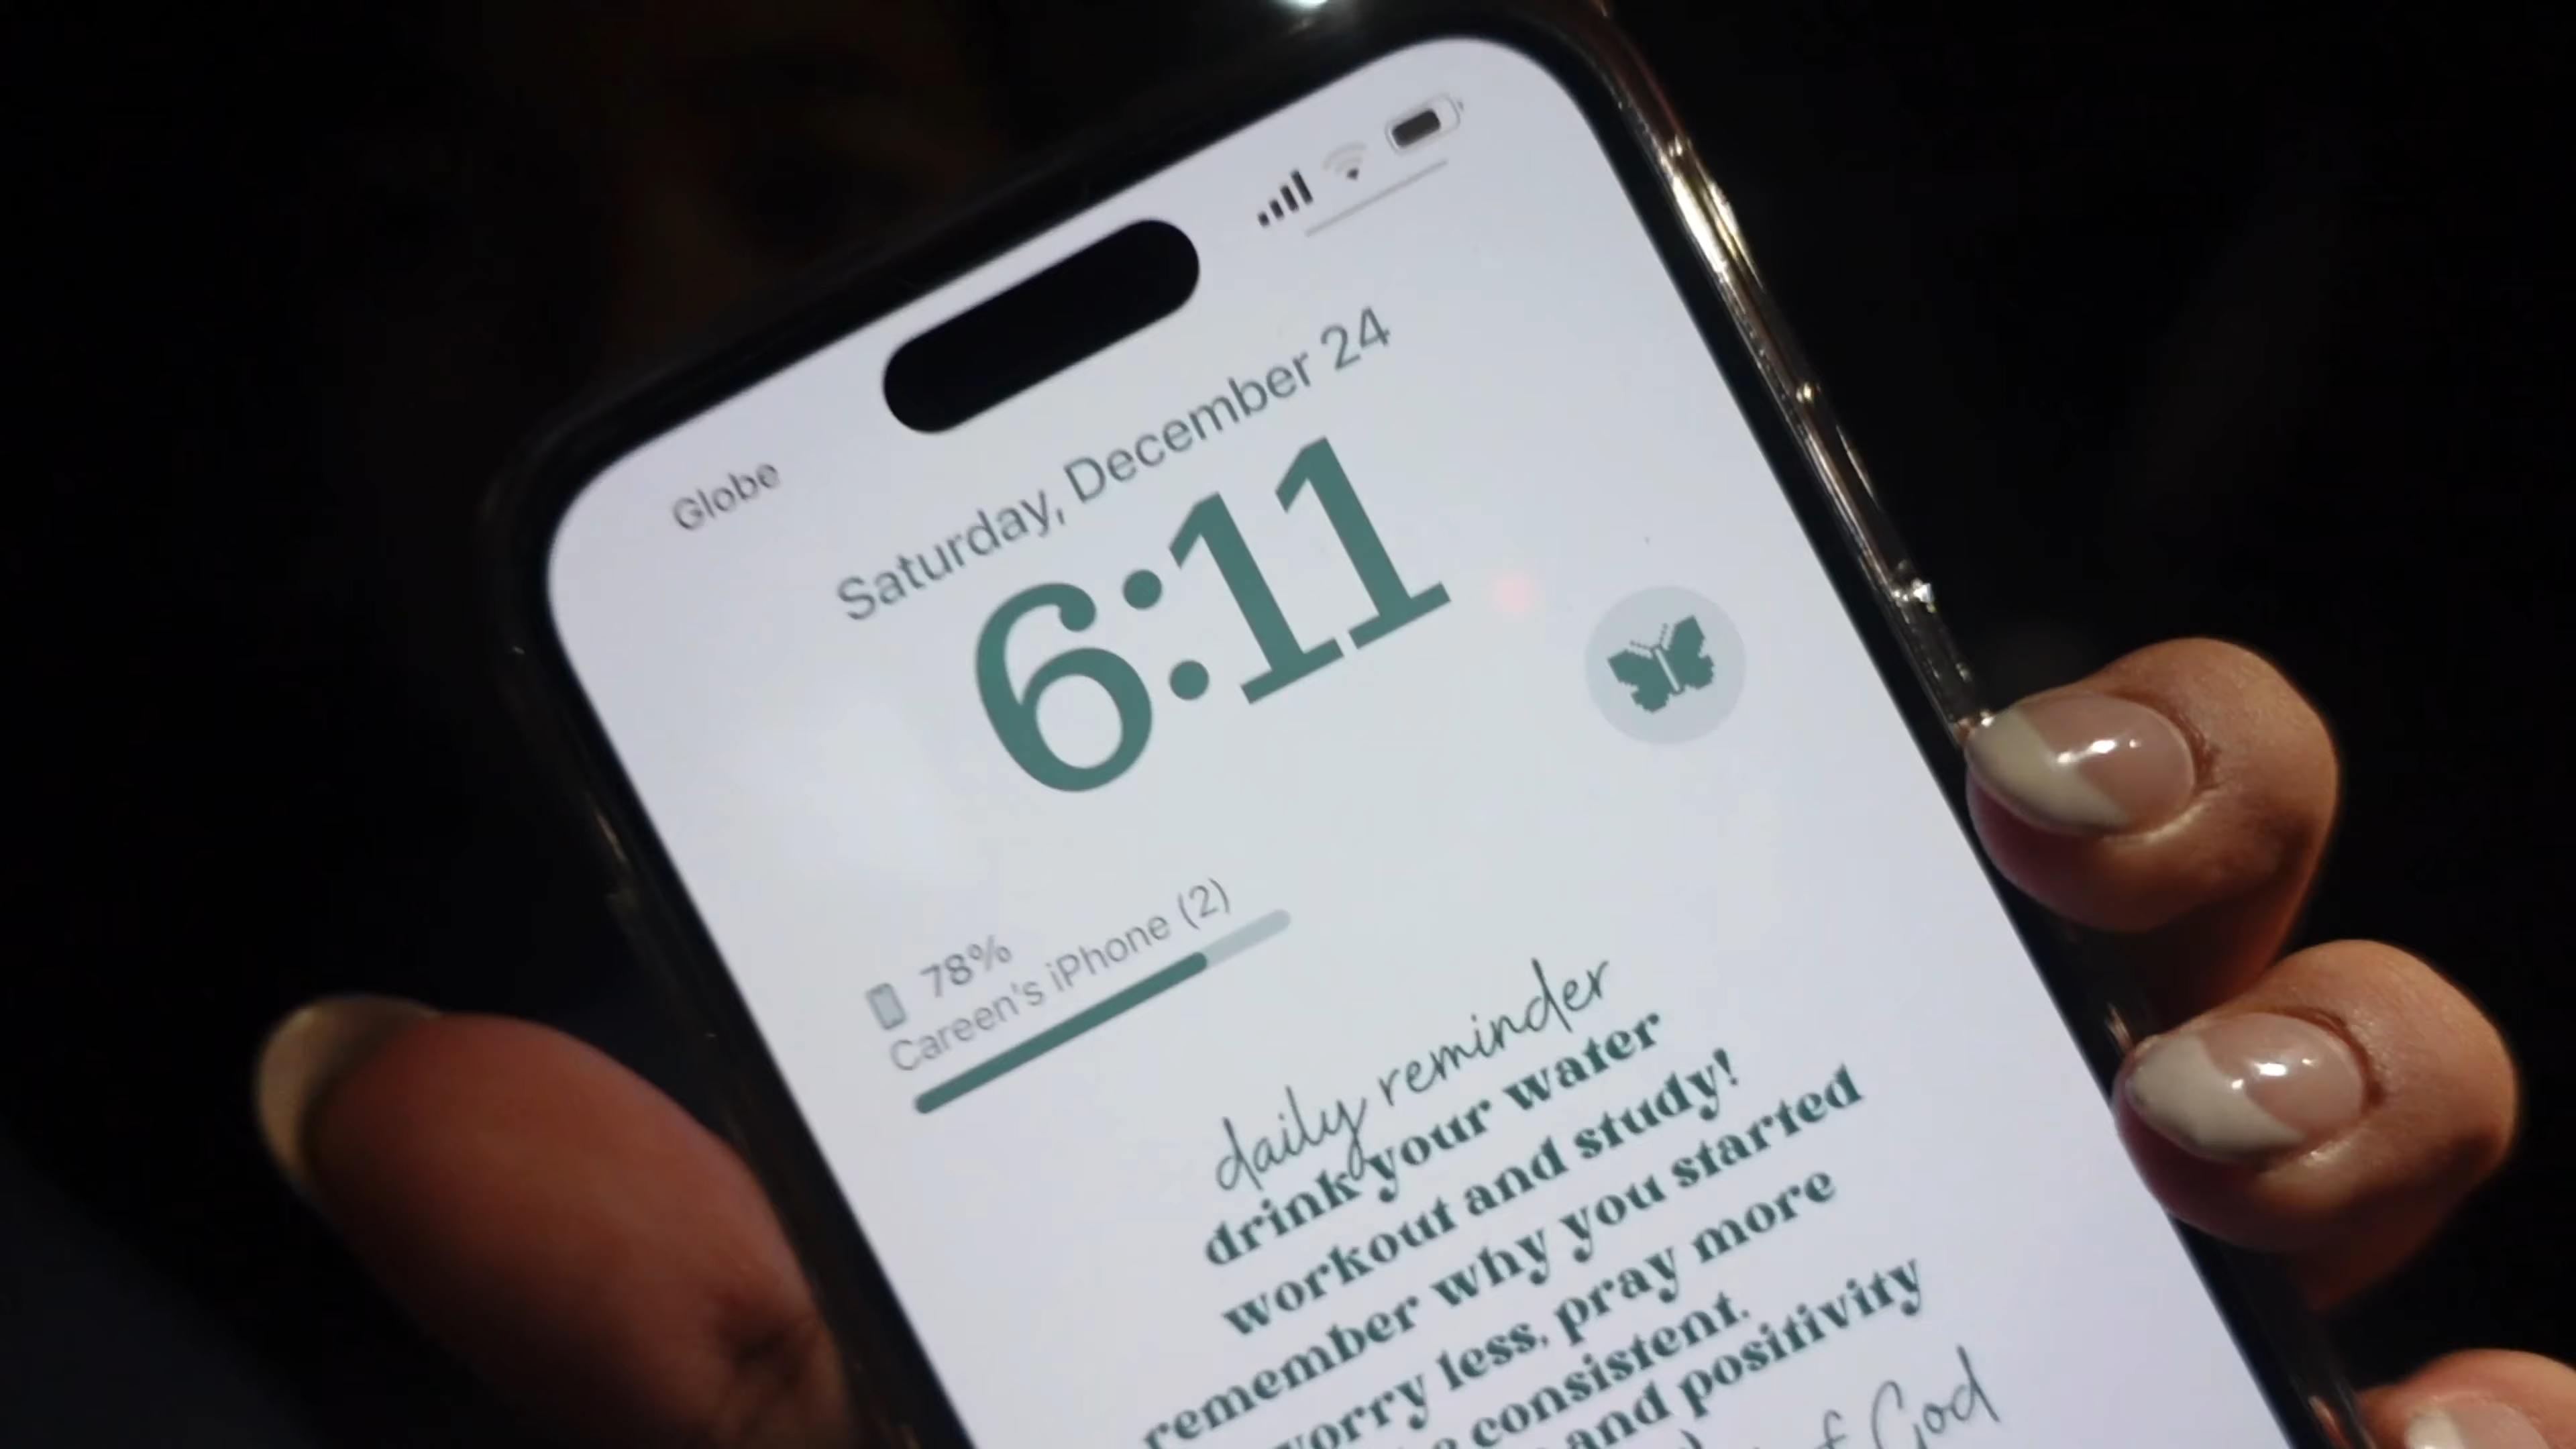 Globe
Saturday, December 24
6:11
78%
Careen's iPhone (2)
daily reminder
drink your water
workout and study!
remember why you started
worry less, pray more
consistent.
and positivity
of God